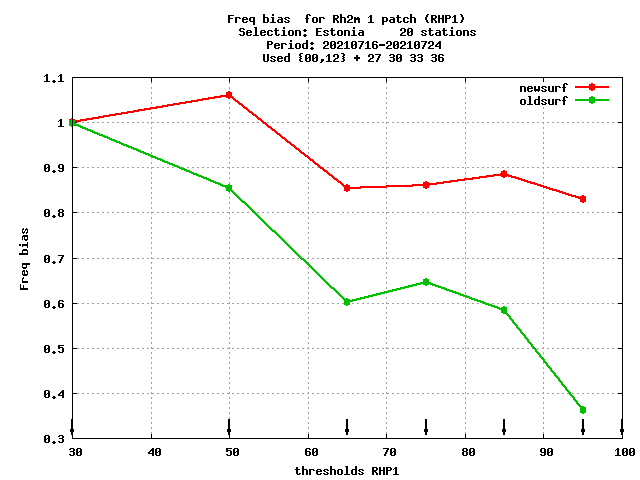 Freq bias  for Rh2m 1 patch (RHP1)
Selection: Estonia     20 stations
Period: 20210716-20210724
Used {00,12} + 27 30 33 36
newsurf
oldsurf
1.1
1
0.9
0.8
0.7
0.6
0.5
0.4
0.3
Freq bias
30 40 50 60 70 80 90 100
thresholds RHP1